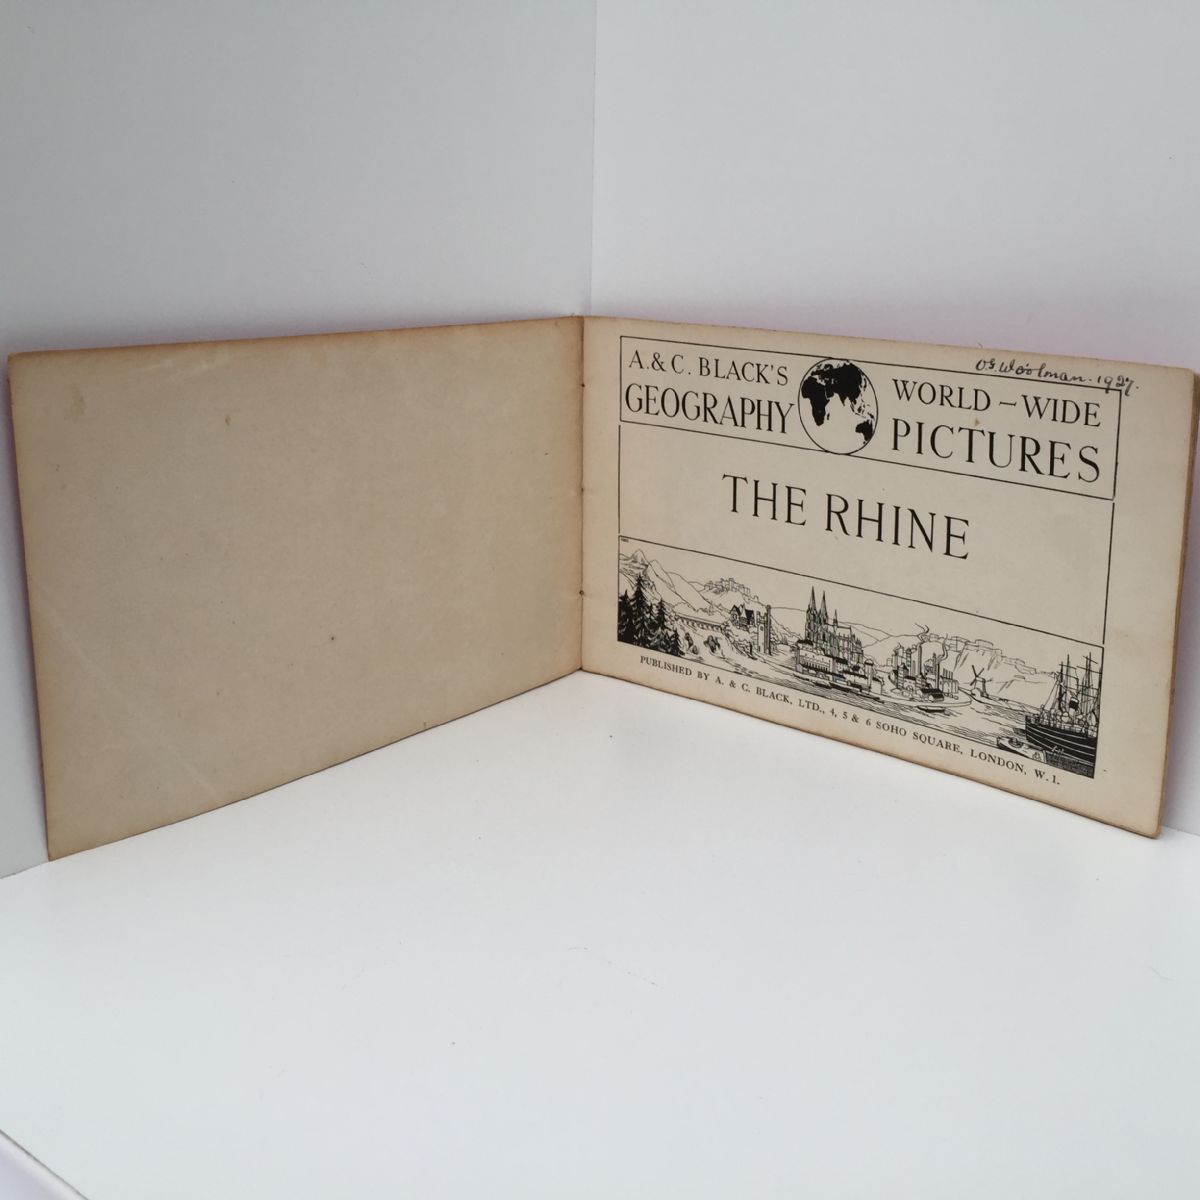 O.G. Woolman. 1927.
A. & C. BLACK'S
GEOGRAPHY
WORLD-WIDE
PICTURES
THE RHINE
PUBLISHED BY A. & C. BLACK, LTD., 4, 5 & 6 SOHO SQUARE, LONDON, W.1.